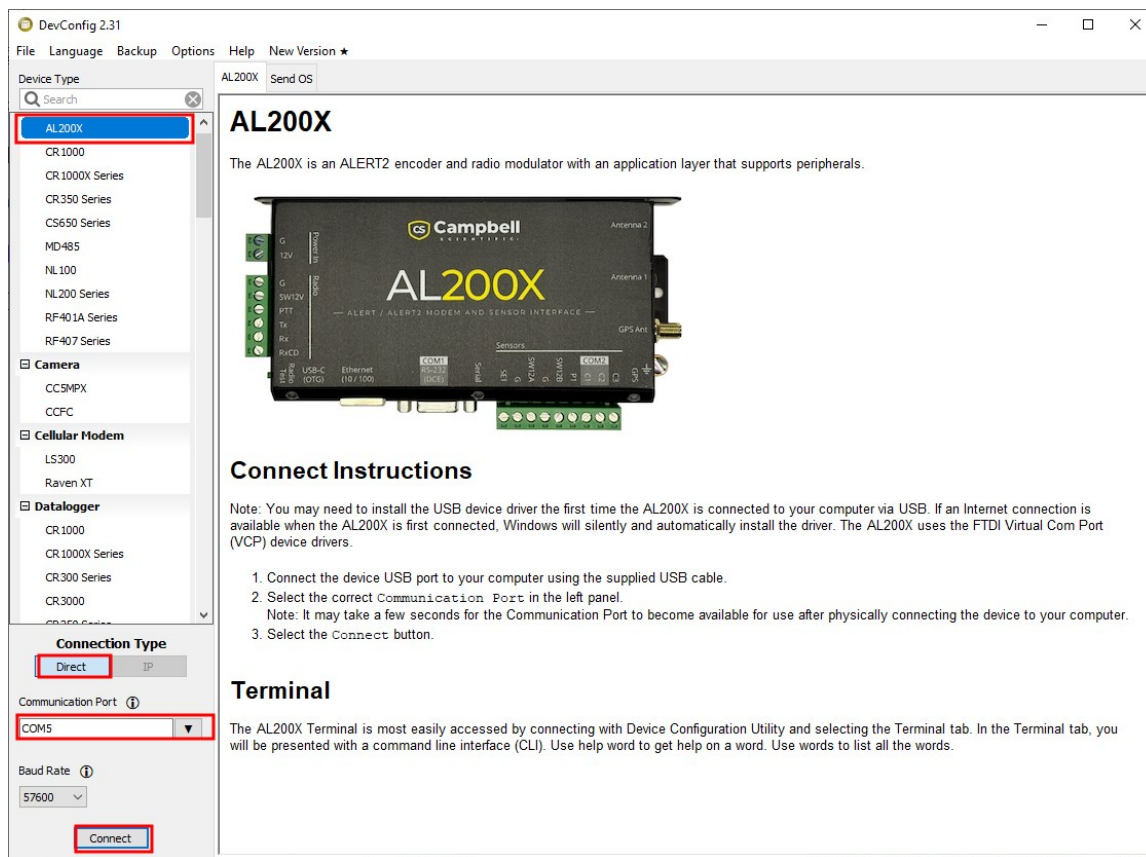 DevConfig 2.31
File Language Backup Options Help New Version ★
Device Type
Search
AL200X
CR1000
CR1000X Series
CR350 Series
CS650 Series
MD485
NL100
NL200 Series
RF401A Series
RF407 Series
Camera
CC5MPX
CCFC
Cellular Modem
LS300
Raven XT
Datalogger
CR1000
CR1000X Series
CR300 Series
CR3000
Connection Type
Direct IP
Communication Port
COM5
Baud Rate
57600
Connect
AL200X Send OS
AL200X
The AL200X is an ALERT2 encoder and radio modulator with an application layer that supports peripherals.
CS Campbell
SCIENTIFIC
AL200X
ALERT / ALERT2 MODEM AND SENSOR INTERFACE
Power In
G
12V
Radio
G
SW12V
PTT
Tx
Rx
RxCD
Antenna 2
Antenna 1
GPS Ant
Radio Test
USB-C (OTG)
Ethernet (10 / 100)
COM1
RS-232
(DCE)
Serial
Sensors
SE1 G SW12A G SW12B P1 COM2 C1 C2 C3 GPS
Connect Instructions
Note: You may need to install the USB device driver the first time the AL200X is connected to your computer via USB. If an Internet connection is
available when the AL200X is first connected, Windows will silently and automatically install the driver. The AL200X uses the FTDI Virtual Com Port
(VCP) device drivers.
1. Connect the device USB port to your computer using the supplied USB cable.
2. Select the correct Communication Port in the left panel.
Note: It may take a few seconds for the Communication Port to become available for use after physically connecting the device to your computer.
3. Select the Connect button.
Terminal
The AL200X Terminal is most easily accessed by connecting with Device Configuration Utility and selecting the Terminal tab. In the Terminal tab, you
will be presented with a command line interface (CLI). Use help word to get help on a word. Use words to list all the words.